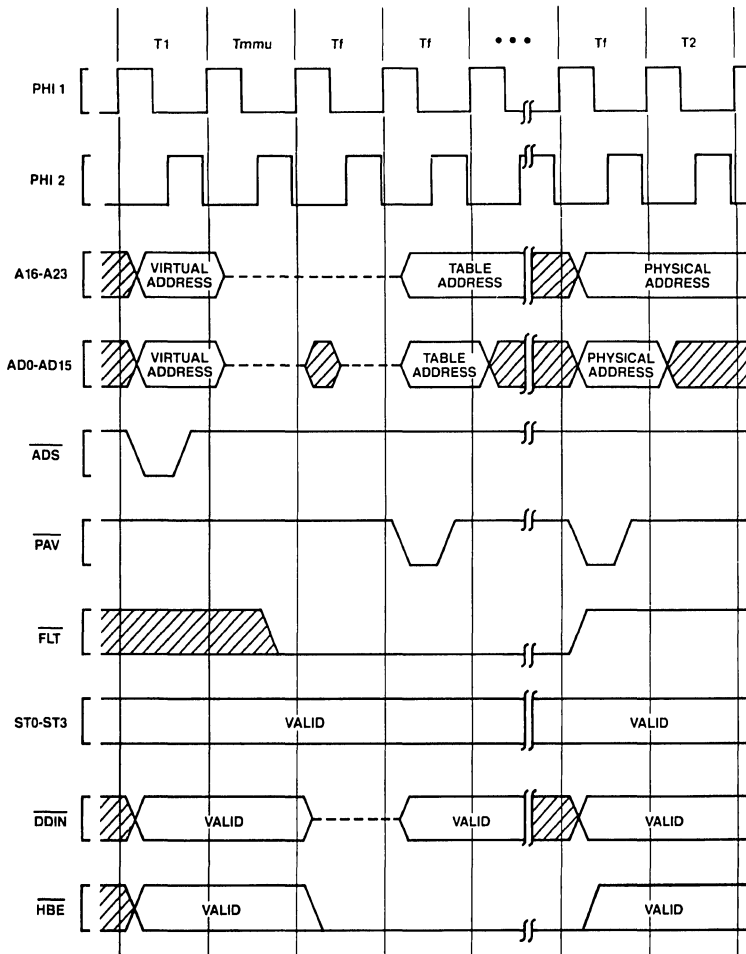 T1 Tmmu Tf Tf ••• Tf T2
PHI 1
PHI 2
A16-A23 VIRTUAL ADDRESS TABLE ADDRESS PHYSICAL ADDRESS
AD0-AD15 VIRTUAL ADDRESS TABLE ADDRESS PHYSICAL ADDRESS
ADS
PAV
FLT
ST0-ST3 VALID VALID
DDIN VALID VALID VALID
HBE VALID VALID